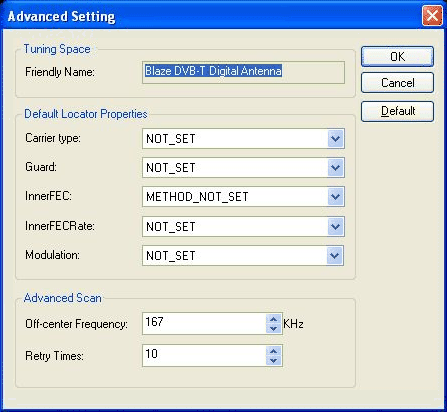 Advanced Setting
Tuning Space
Friendly Name: Blaze DVB-T Digital Antenna
OK
Cancel
Default
Default Locator Properties
Carrier type: NOT_SET
Guard: NOT_SET
InnerFEC: METHOD_NOT_SET
InnerFECRate: NOT_SET
Modulation: NOT_SET
Advanced Scan
Off-center Frequency: 167 KHz
Retry Times: 10